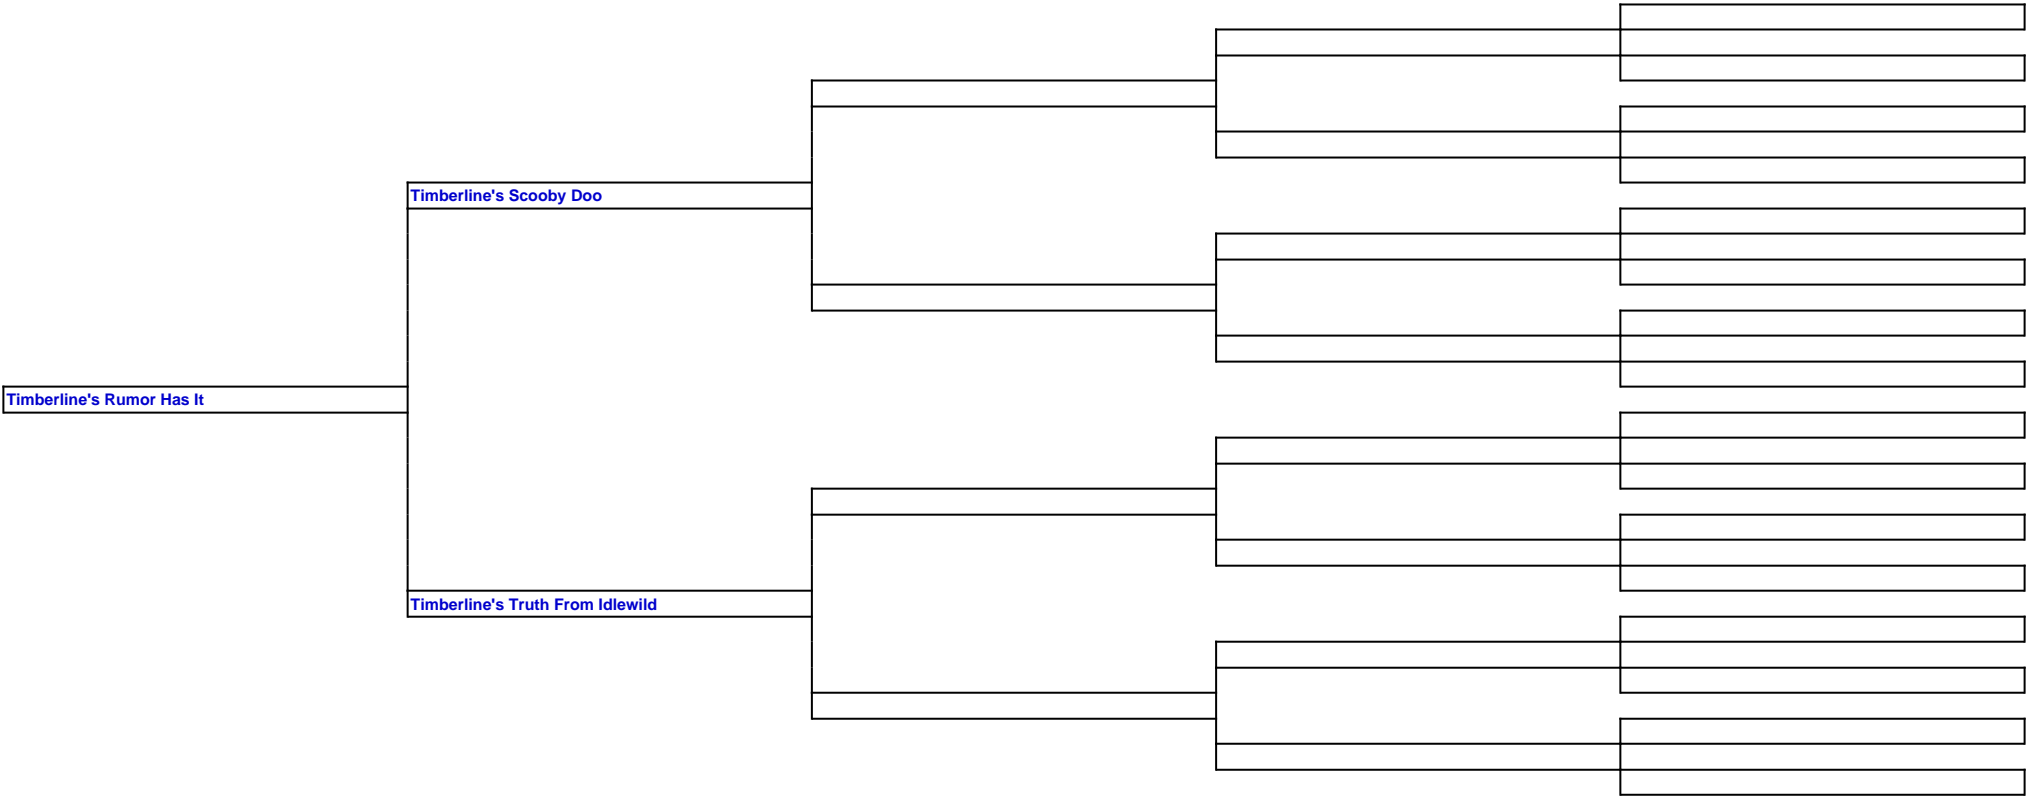 Timberline's Scooby Doo
Timberline's Rumor Has It
Timberline's Truth From Idlewild